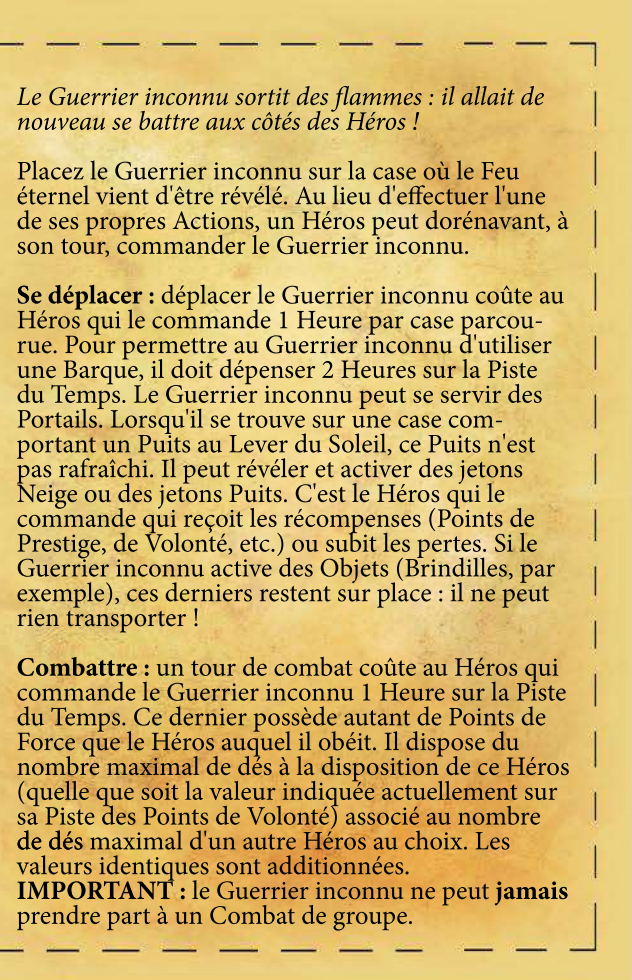 Le Guerrier inconnu sortit des flammes : il allait de
nouveau se battre aux côtés des Héros !
Placez le Guerrier inconnu sur la case où le Feu
éternel vient d'être révélé. Au lieu d'effectuer l'une
de ses propres Actions, un Héros peut dorénavant, à
son tour, commander le Guerrier inconnu.
Se déplacer : déplacer le Guerrier inconnu coûte au
Héros qui le commande 1 Heure par case parcou-
rue. Pour permettre au Guerrier inconnu d'utiliser
une Barque, il doit dépenser 2 Heures sur la Piste
du Temps. Le Guerrier inconnu peut se servir des
Portails. Lorsqu'il se trouve sur une case com-
portant un Puits au Lever du Soleil, ce Puits n'est
pas rafraîchi. Il peut révéler et activer des jetons
Neige ou des jetons Puits. C'est le Héros qui le
commande qui reçoit les récompenses (Points de
Prestige, de Volonté, etc.) ou subit les pertes. Si le
Guerrier inconnu active des Objets (Brindilles, par
exemple), ces derniers restent sur place : il ne peut
rien transporter !
Combattre : un tour de combat coûte au Héros qui
commande le Guerrier inconnu 1 Heure sur la Piste
du Temps. Ce dernier possède autant de Points de
Force que le Héros auquel il obéit. Il dispose du
nombre maximal de dés à la disposition de ce Héros
(quelle que soit la valeur indiquée actuellement sur
sa Piste des Points de Volonté) associé au nombre
de dés maximal d'un autre Héros au choix. Les
valeurs identiques sont additionnées.
IMPORTANT : le Guerrier inconnu ne peut jamais
prendre part à un Combat de groupe.